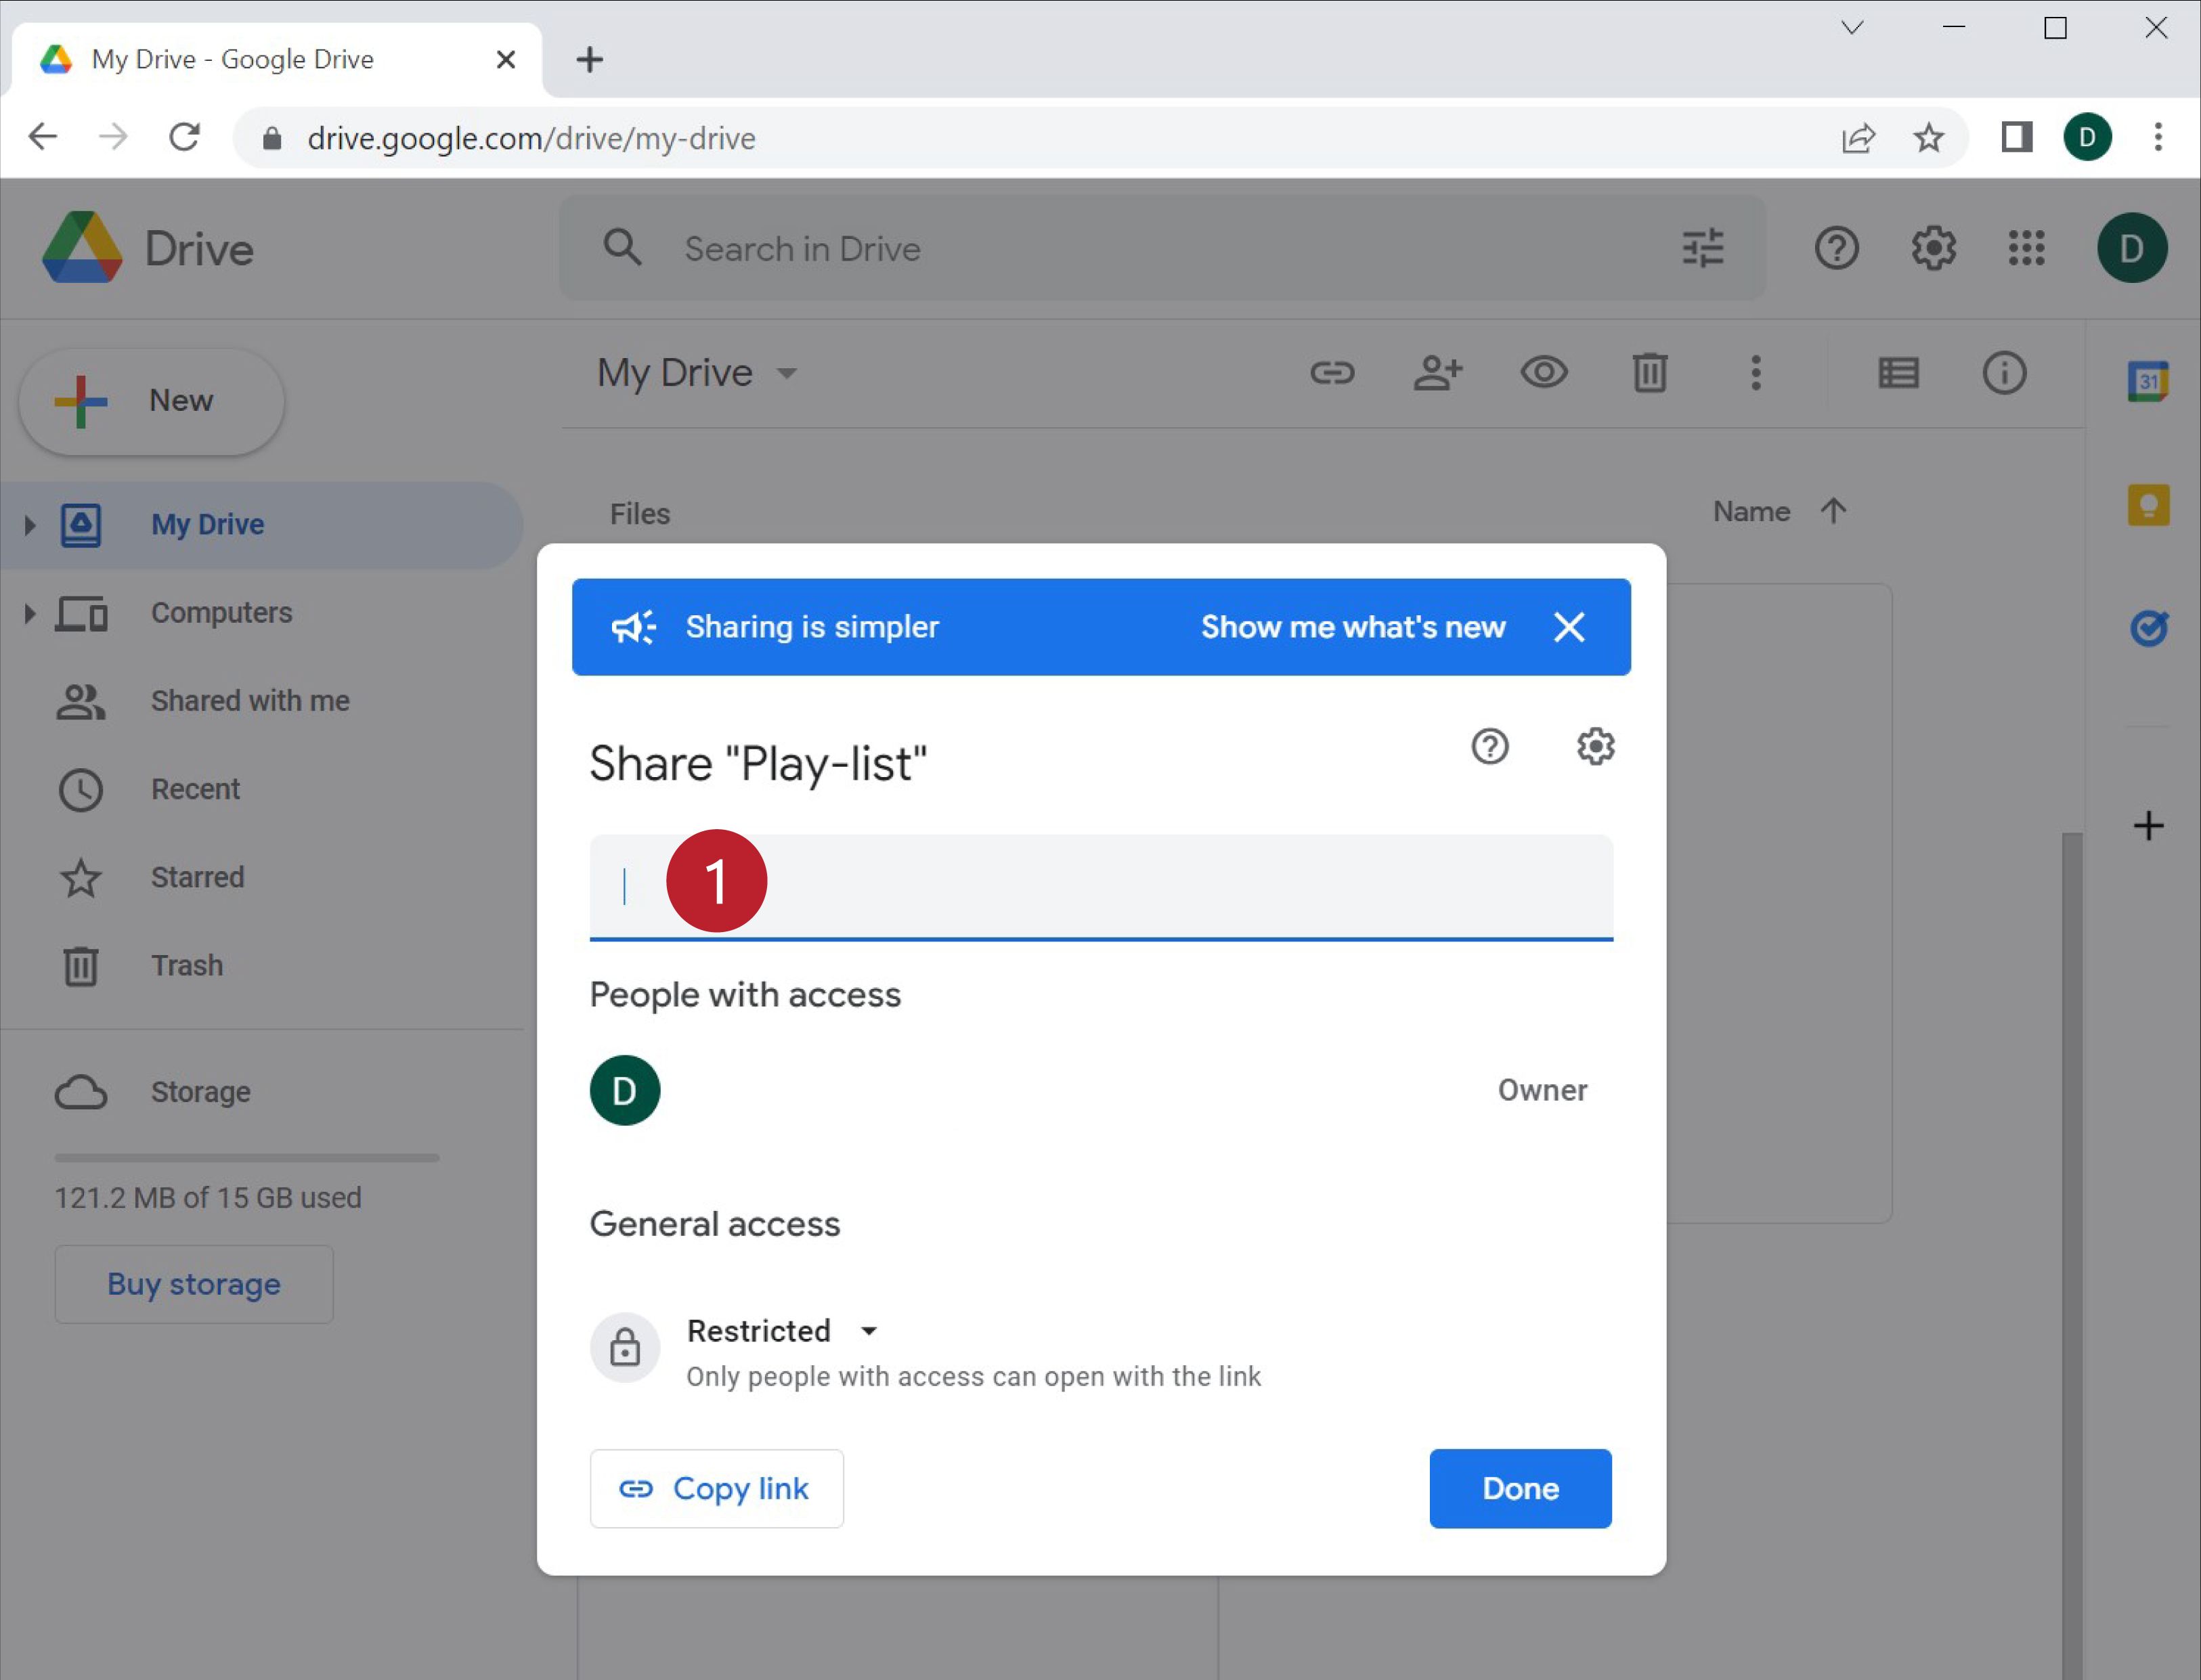 My Drive - Google Drive
drive.google.com/drive/my-drive
D
Drive
Search in Drive
D
New
My Drive
31
My Drive
Files
Name
Computers
Shared with me
Recent
Starred
Trash
Storage
121.2 MB of 15 GB used
Buy storage
Sharing is simpler
Show me what's new
Share "Play-list"
1
People with access
D
Owner
General access
Restricted
Only people with access can open with the link
Copy link
Done